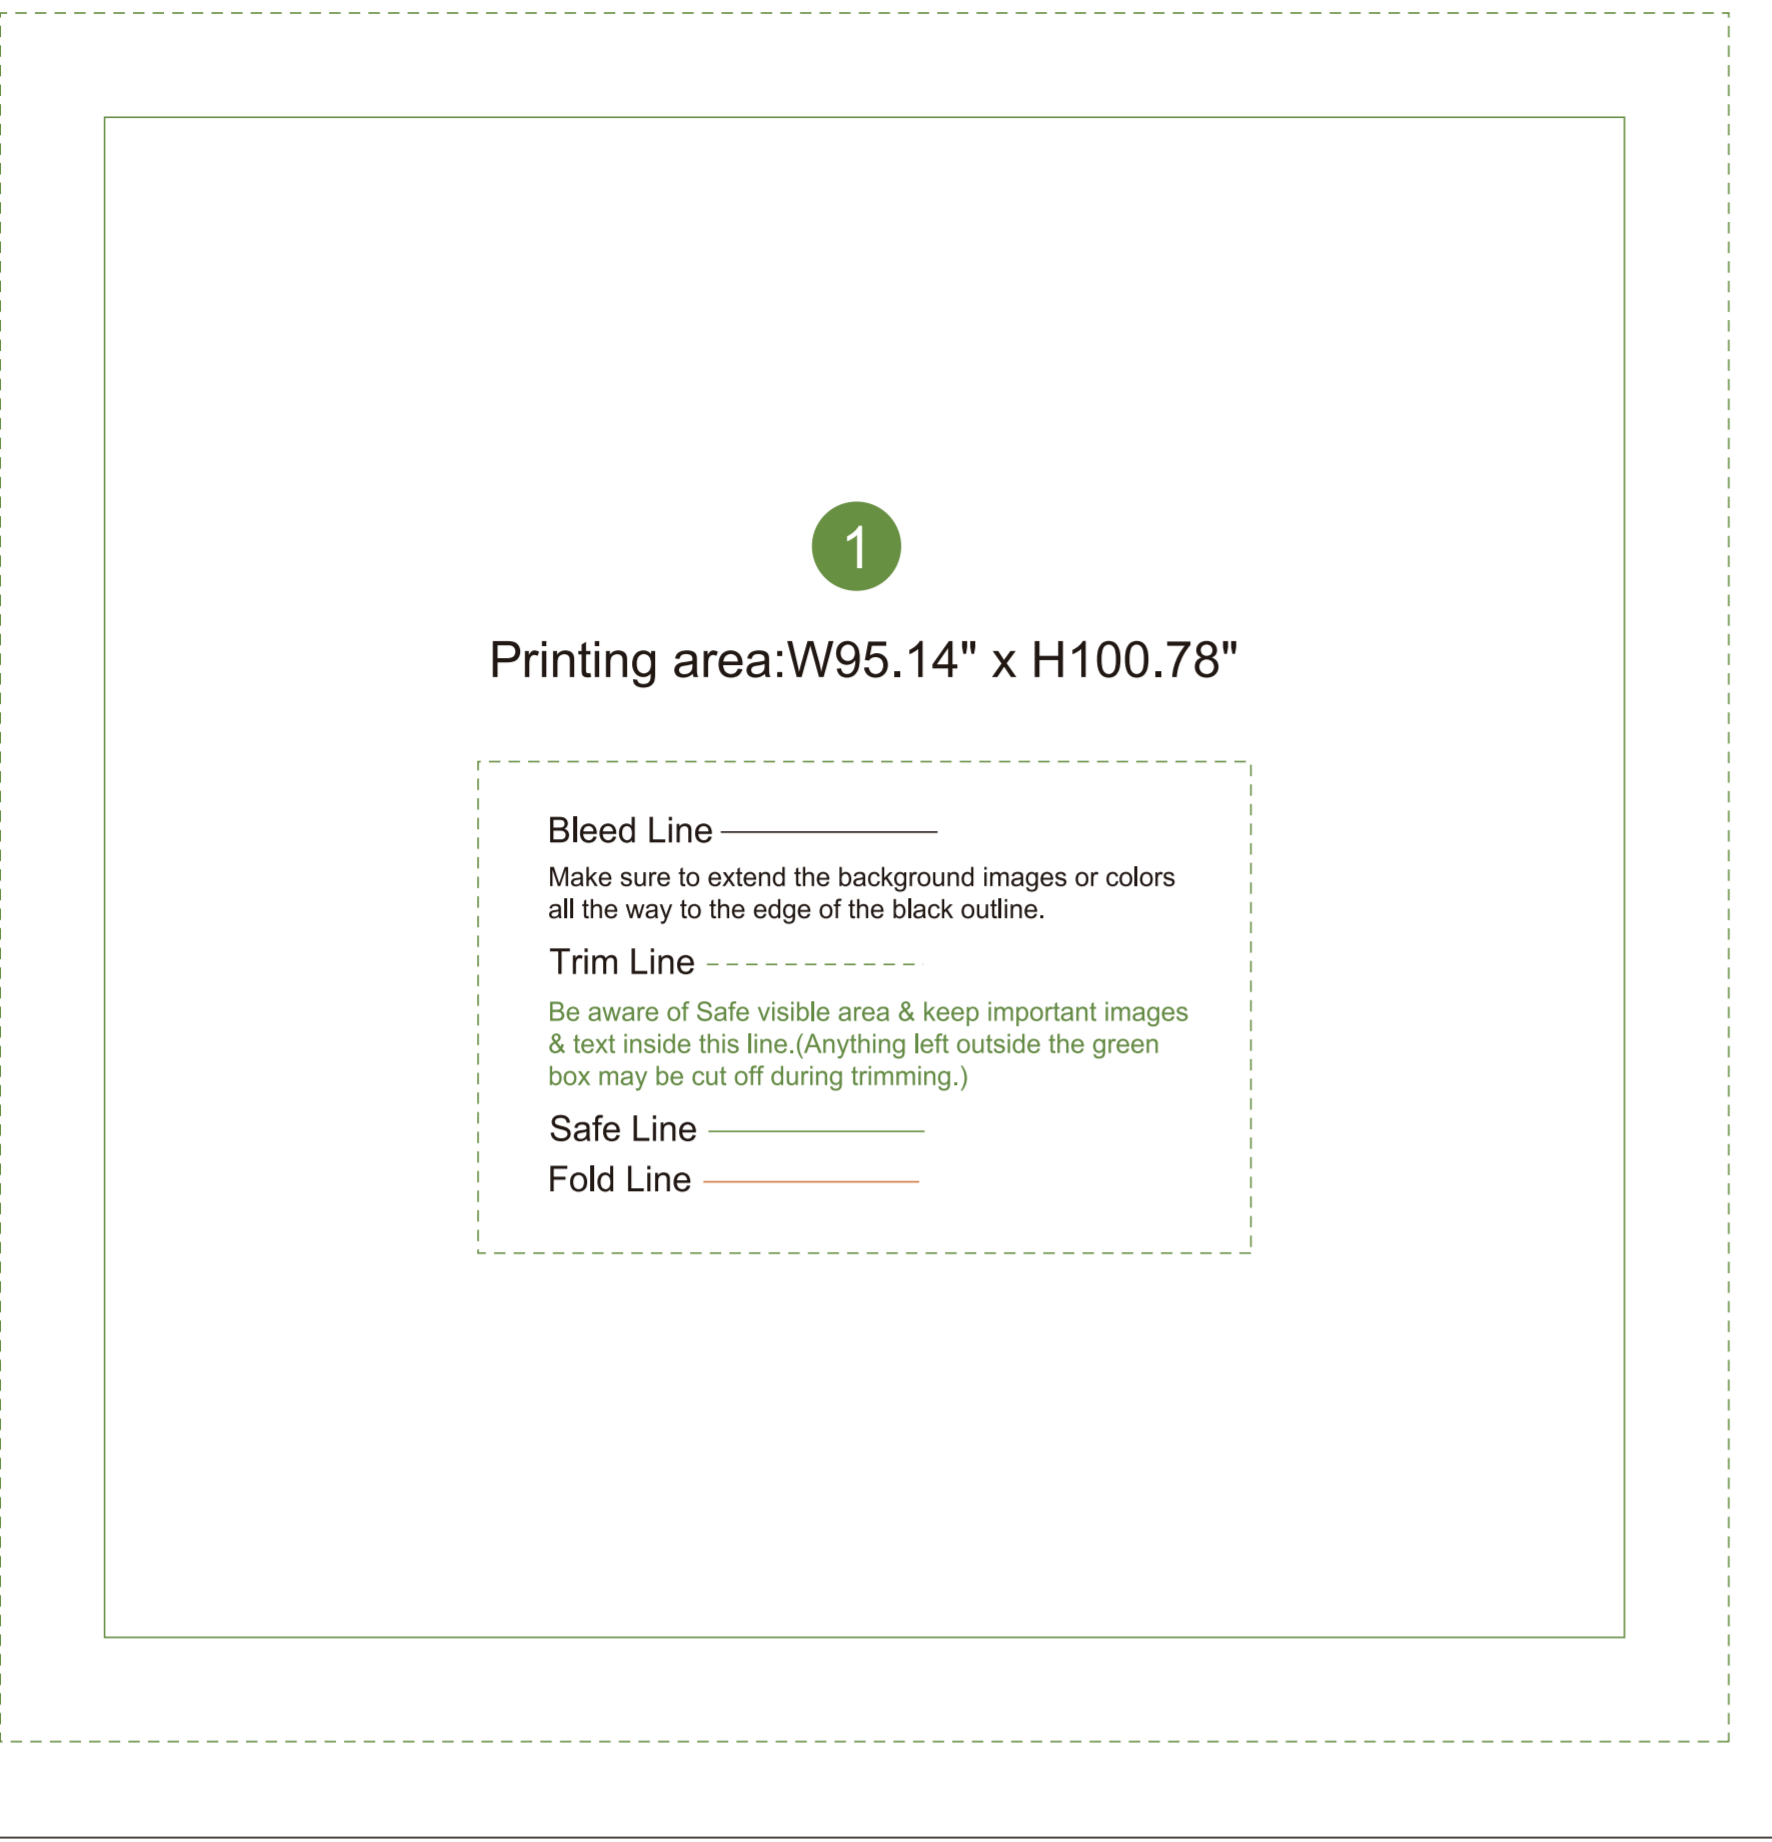 1
Printing area:W95.14" x H100.78"
Bleed Line
Make sure to extend the background images or colors
all the way to the edge of the black outline.
Trim Line
Be aware of Safe visible area & keep important images
& text inside this line.(Anything left outside the green
box may be cut off during trimming.)
Safe Line
Fold Line